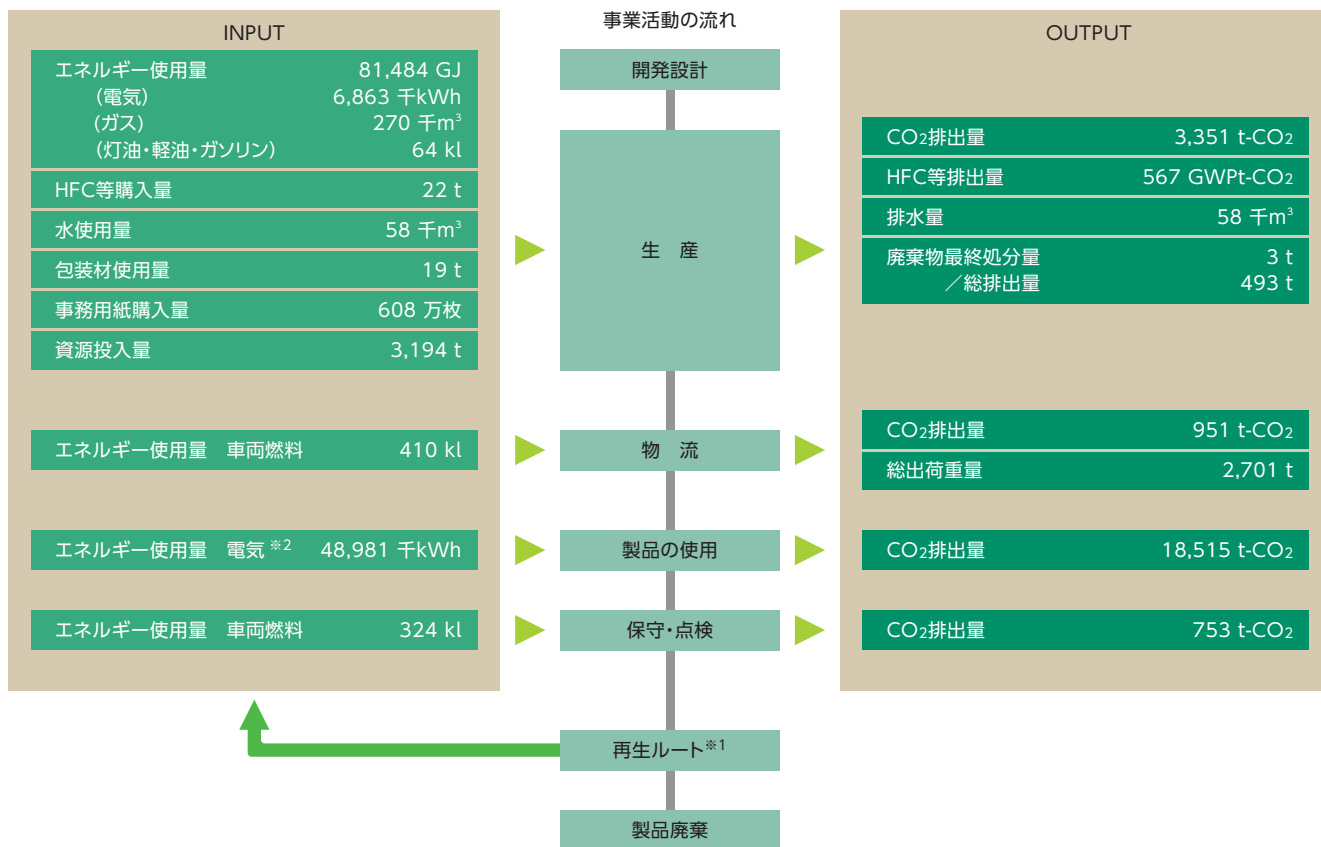 INPUT
エネルギー使用量 81,484 GJ
(電気) 6,863 千kWh
(ガス) 270 千m³
(灯油・軽油・ガソリン) 64 kl
HFC等購入量 22 t
水使用量 58 千m³
包装材使用量 19 t
事務用紙購入量 608 万枚
資源投入量 3,194 t
エネルギー使用量 車両燃料 410 kl
エネルギー使用量 電気※2 48,981 千kWh
エネルギー使用量 車両燃料 324 kl
事業活動の流れ
開発設計
生 産
物 流
製品の使用
保守・点検
再生ルート※1
製品廃棄
OUTPUT
CO2排出量 3,351 t-CO2
HFC等排出量 567 GWPt-CO2
排水量 58 千m³
廃棄物最終処分量 3 t
／総排出量 493 t
CO2排出量 951 t-CO2
総出荷重量 2,701 t
CO2排出量 18,515 t-CO2
CO2排出量 753 t-CO2